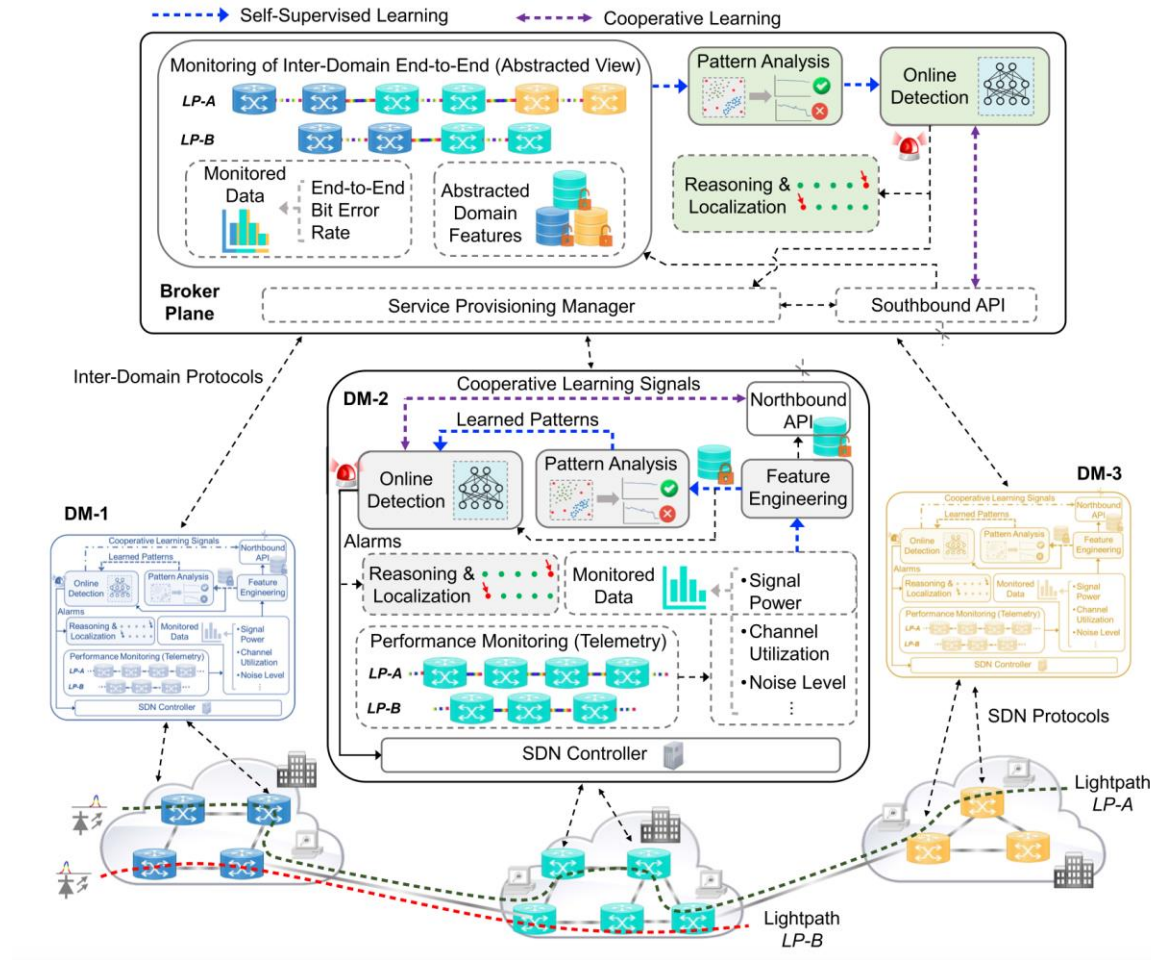 Self-Supervised Learning
Cooperative Learning
Monitoring of Inter-Domain End-to-End (Abstracted View)
LP-A
LP-B
Monitored
Data
End-to-End
Bit Error
Rate
Abstracted
Domain
Features
Pattern Analysis
Online
Detection
Reasoning &
Localization
Broker
Plane
Service Provisioning Manager
Southbound API
Inter-Domain Protocols
DM-2
Cooperative Learning Signals
Northbound
API
Learned Patterns
Online
Detection
Pattern Analysis
Feature
Engineering
Alarms
Reasoning &
Localization
Monitored
Data
•Signal
Power
•Channel
Utilization
•Noise Level
⋮
Performance Monitoring (Telemetry)
LP-A
LP-B
SDN Controller
DM-1
Cooperative Learning Signals
Northbound
API
Learned Patterns
Online
Detection
Pattern Analysis
Feature
Engineering
Alarms
Reasoning &
Localization
Monitored
Data
•Signal
Power
•Channel
Utilization
•Noise Level
⋮
Performance Monitoring (Telemetry)
LP-A
LP-B
SDN Controller
DM-3
Cooperative Learning Signals
Northbound
API
Learned Patterns
Online
Detection
Pattern Analysis
Feature
Engineering
Alarms
Reasoning &
Localization
Monitored
Data
•Signal
Power
•Channel
Utilization
•Noise Level
⋮
Performance Monitoring (Telemetry)
LP-A
LP-B
SDN Controller
SDN Protocols
Lightpath
LP-A
Lightpath
LP-B